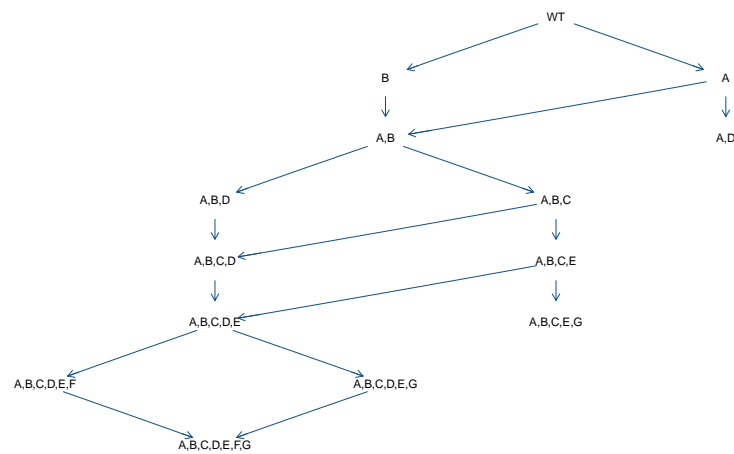 WT
B
A
A,B
A,D
A,B,D
A,B,C
A,B,C,D
A,B,C,E
A,B,C,D,E
A,B,C,E,G
A,B,C,D,E,F
A,B,C,D,E,G
A,B,C,D,E,F,G